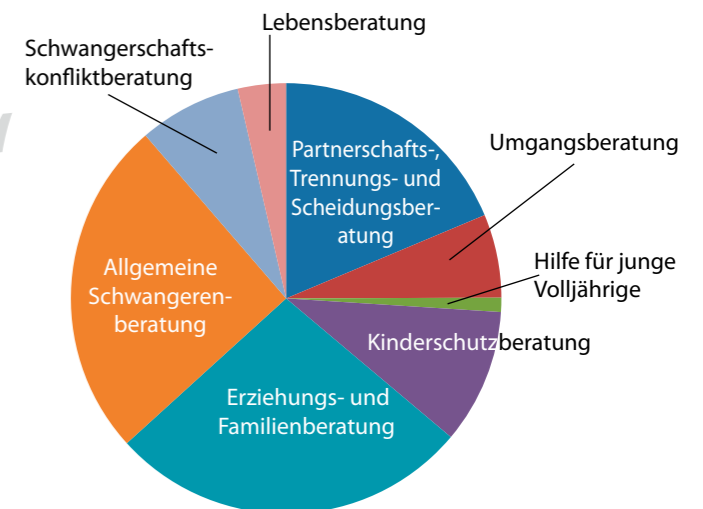 Lebensberatung
Schwangerschafts-
konfliktberatung
Partnerschafts-,
Trennungs- und
Scheidungsber-
atung
Umgangsberatung
Hilfe für junge
Volljährige
Kinderschutzberatung
Allgemeine
Schwangeren-
beratung
Erziehungs- und
Familienberatung